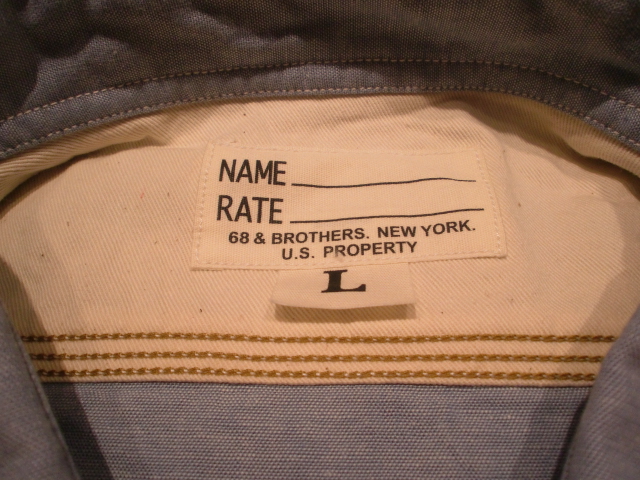 NAME
RATE
68 & BROTHERS. NEW YORK.
U.S. PROPERTY
L